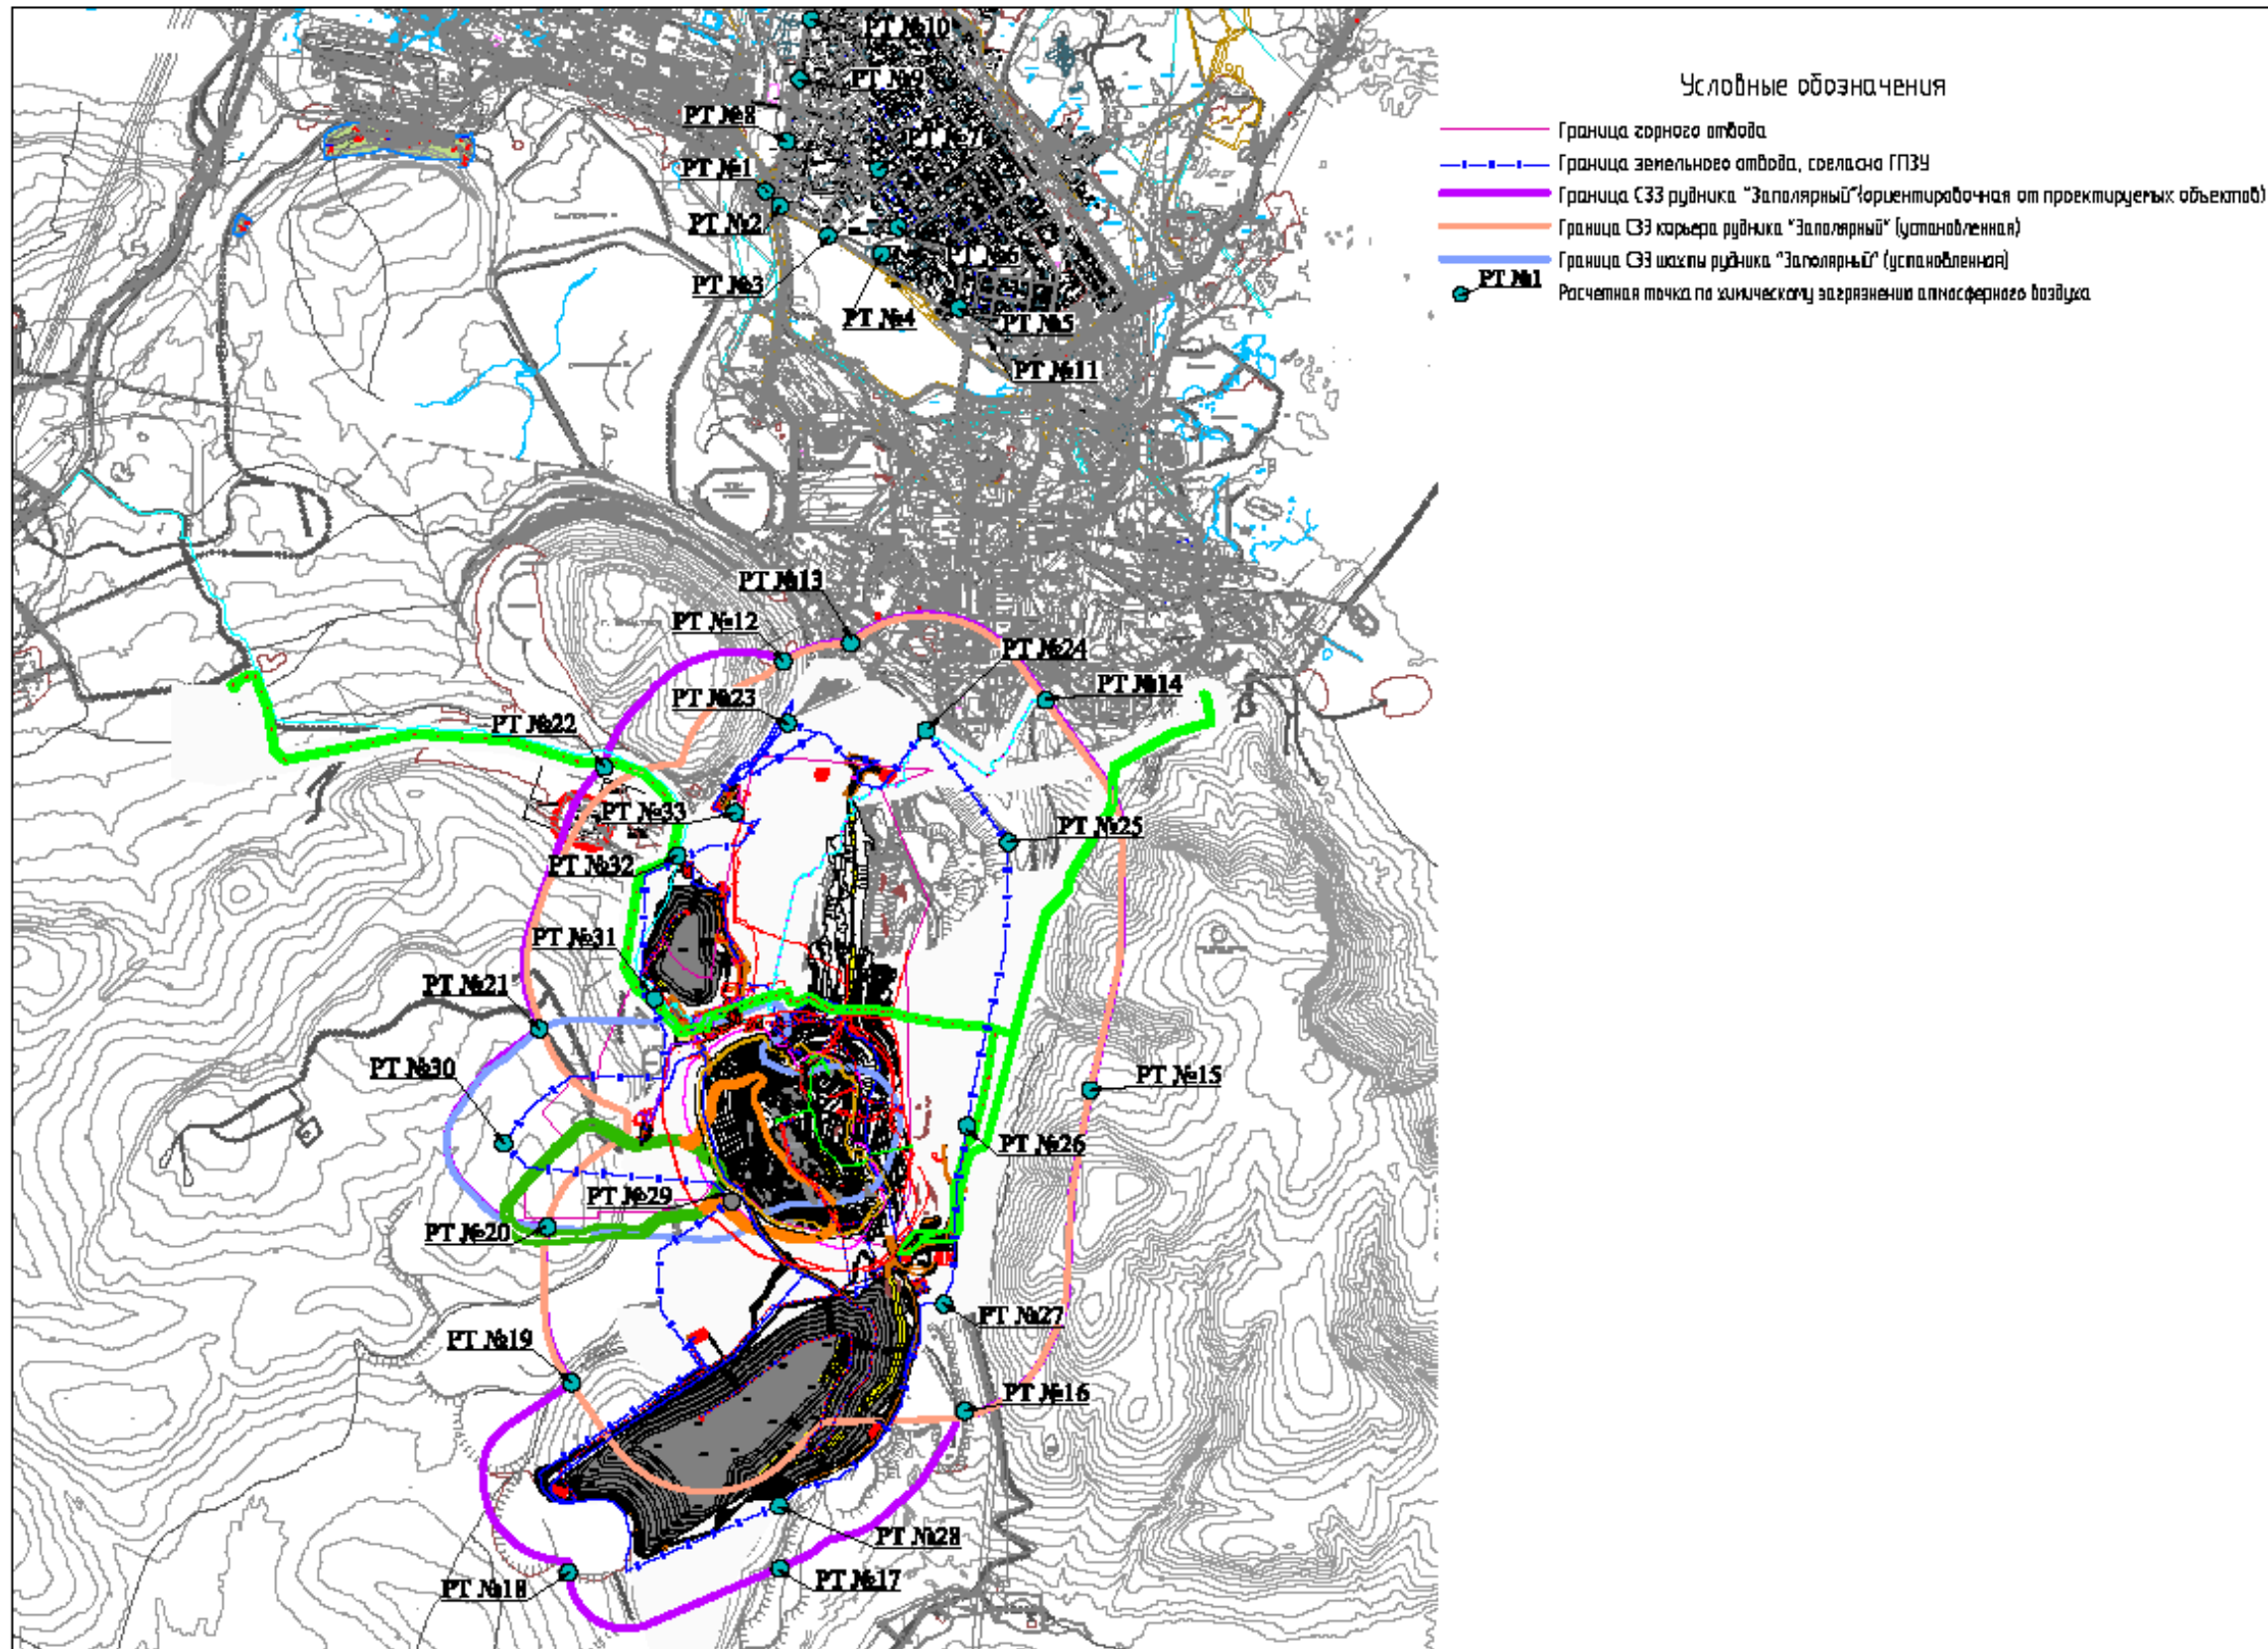 РТ №10
РТ №9
РТ №8
РТ №7
РТ №1
РТ №2
РТ №6
РТ №3
РТ №4
РТ №5
РТ №11
Условные обозначения
Граница горного отвода
Граница земельного отвода, согласно ГПЗУ
Граница СЗЗ рудника "Заполярный"(ориентировочная от проектируемых объектов)
Граница СЗЗ карьера рудника "Заполярный" (установленная)
Граница СЗЗ шахты рудника "Заполярный" (установленная)
РТ №1
Расчетная точка по химическому загрязнению атмосферного воздуха
РТ №13
РТ №12
РТ №24
РТ №14
РТ №23
РТ №22
РТ №33
РТ №25
РТ №32
РТ №31
РТ №21
РТ №30
РТ №15
РТ №26
РТ №29
РТ №20
РТ №27
РТ №19
РТ №16
РТ №28
РТ №18
РТ №17